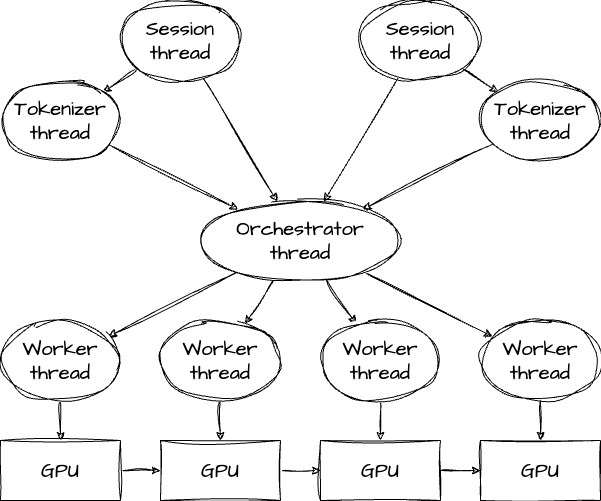 Session
thread
Session
thread
Tokenizer
thread
Tokenizer
thread
Orchestrator
thread
Worker
thread
Worker
thread
Worker
thread
Worker
thread
GPU
GPU
GPU
GPU